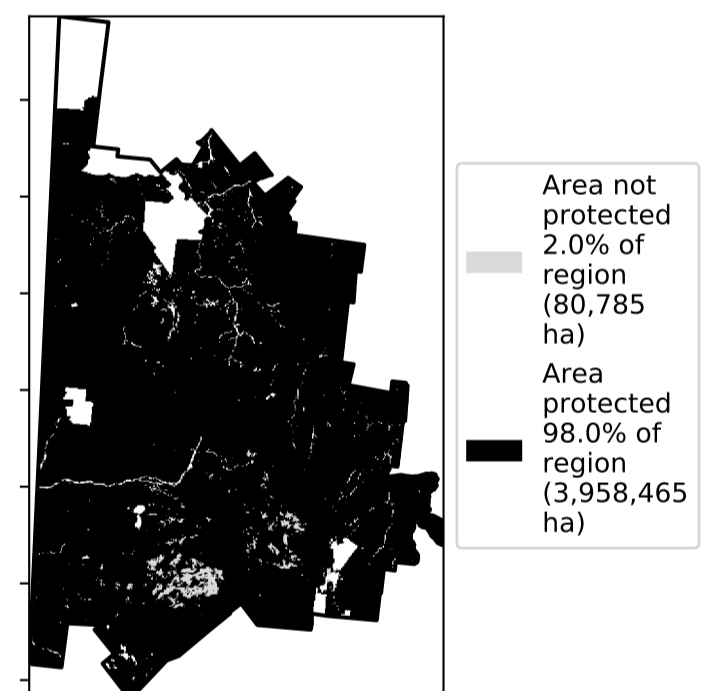 Area not
protected
2.0% of
region
(80,785
ha)
Area
protected
98.0% of
region
(3,958,465
ha)